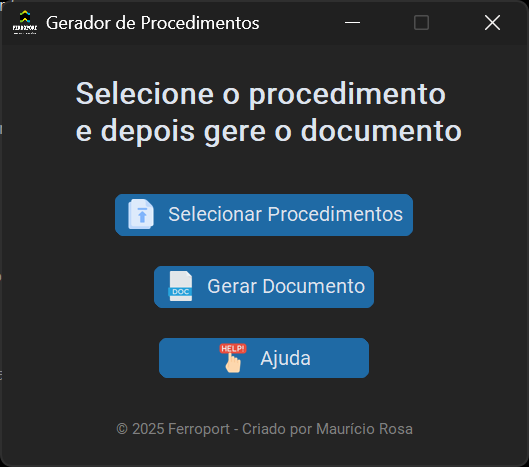 FERROPORT
Gerador de Procedimentos
Selecione o procedimento
e depois gere o documento
Selecionar Procedimentos
DOC
Gerar Documento
HELP!
Ajuda
© 2025 Ferroport - Criado por Maurício Rosa